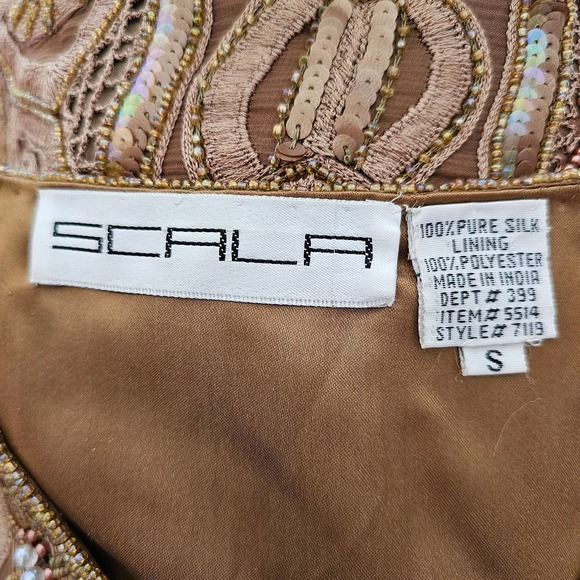 SCALA
100% PURE SILK
LINING
100% POLYESTER
MADE IN INDIA
DEPT# 399
ITEM# 5514
STYLE# 7119
S